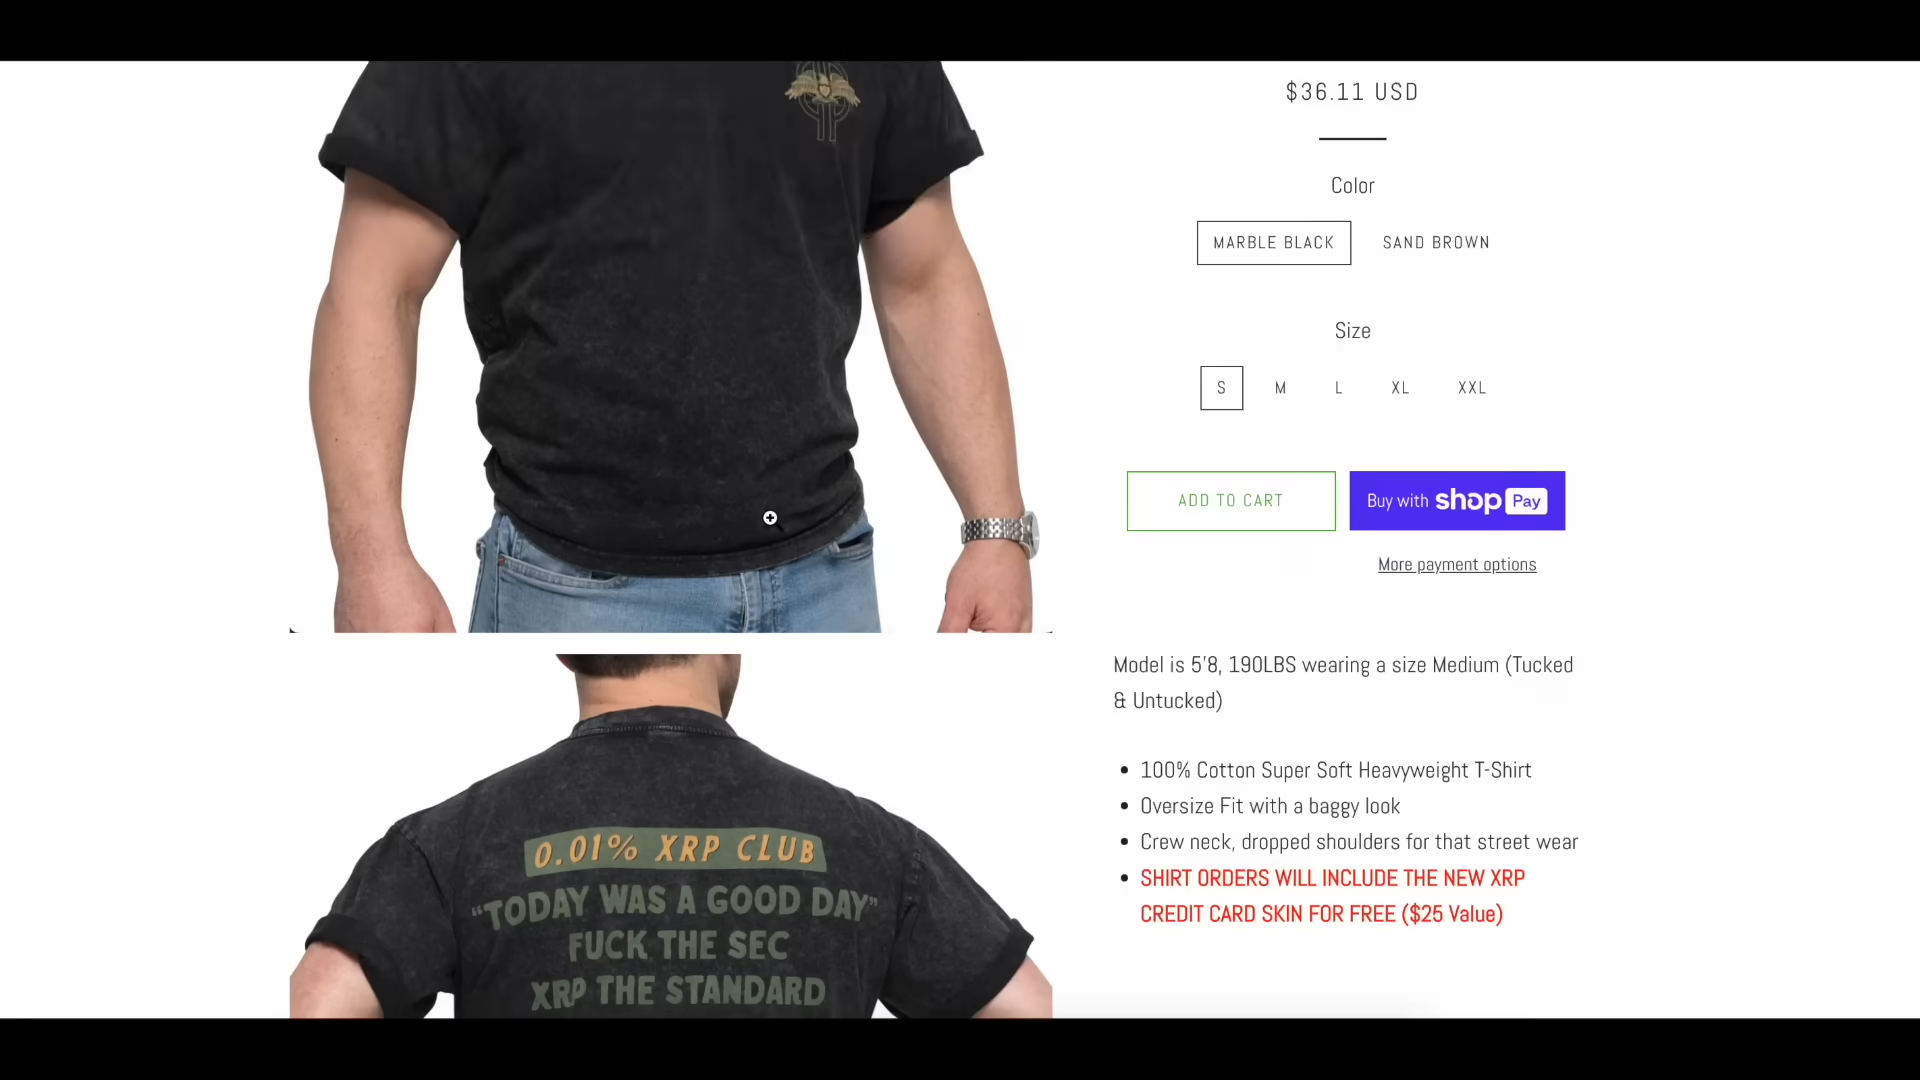 $36.11 USD
Color
MARBLE BLACK SAND BROWN
Size
S M L XL XXL
ADD TO CART
Buy with shop Pay
More payment options
Model is 5'8, 190LBS wearing a size Medium (Tucked
& Untucked)
100% Cotton Super Soft Heavyweight T-Shirt
Oversize Fit with a baggy look
Crew neck, dropped shoulders for that street wear
SHIRT ORDERS WILL INCLUDE THE NEW XRP
CREDIT CARD SKIN FOR FREE ($25 Value)
0.01% XRP CLUB
“TODAY WAS A GOOD DAY”
FUCK THE SEC
XRP THE STANDARD